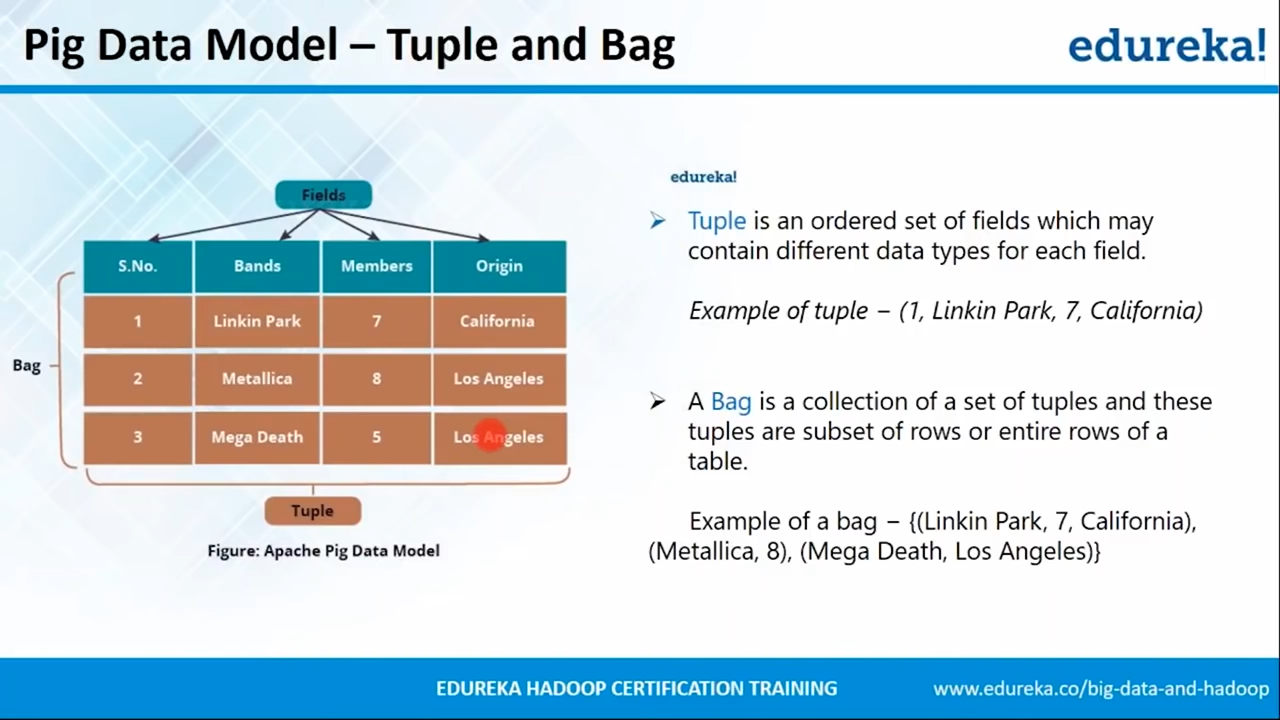 Pig Data Model – Tuple and Bag
edureka!
Fields
S.No. Bands Members Origin
1 Linkin Park 7 California
2 Metallica 8 Los Angeles
3 Mega Death 5 Los Angeles
Bag
Tuple
Figure: Apache Pig Data Model
edureka!
➢ Tuple is an ordered set of fields which may
contain different data types for each field.
Example of tuple – (1, Linkin Park, 7, California)
➢ A Bag is a collection of a set of tuples and these
tuples are subset of rows or entire rows of a
table.
Example of a bag – {(Linkin Park, 7, California),
(Metallica, 8), (Mega Death, Los Angeles)}
EDUREKA HADOOP CERTIFICATION TRAINING
www.edureka.co/big-data-and-hadoop